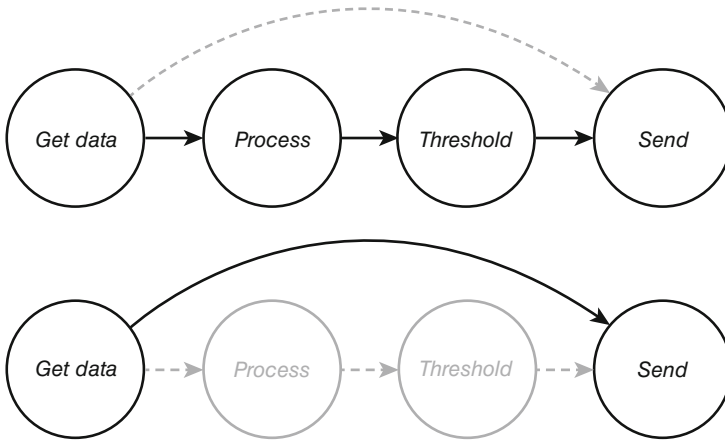 Get data
Process
Threshold
Send
Get data
Process
Threshold
Send